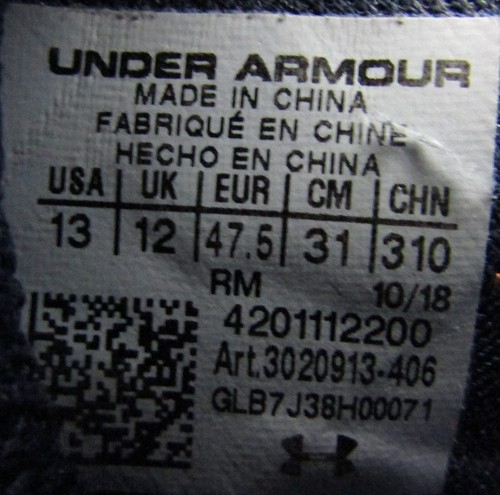 UNDER ARMOUR
MADE IN CHINA
FABRIQUÉ EN CHINE
HECHO EN CHINA
USA UK EUR CM CHN
13 12 47.5 31 310
RM 10/18
4201112200
Art.3020913-406
GLB7J38H00071